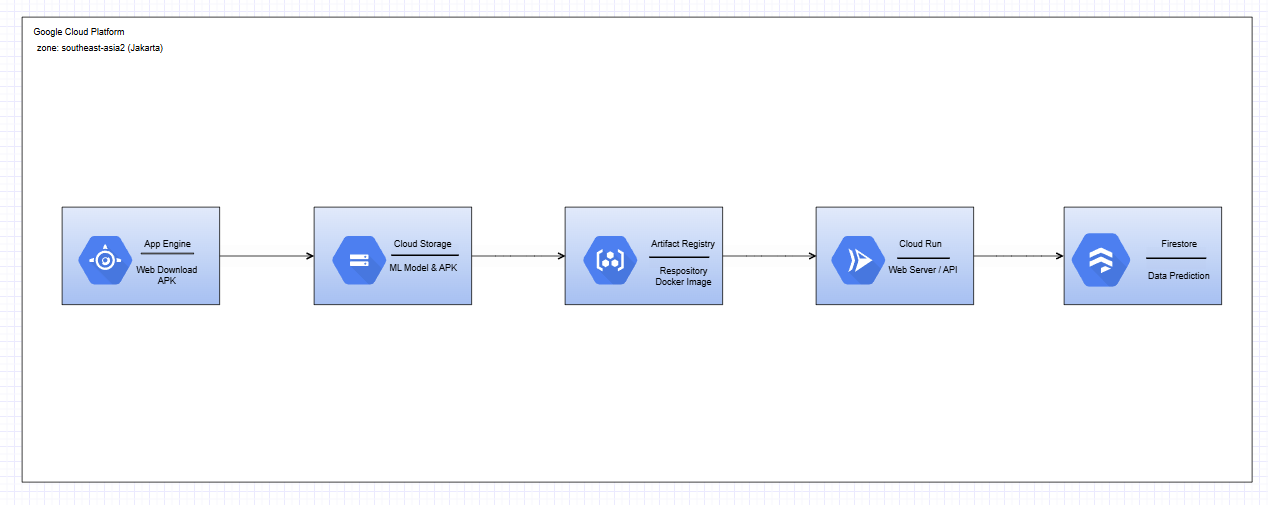 Google Cloud Platform
zone: southeast-asia2 (Jakarta)
App Engine
Web Download
APK
Cloud Storage
ML Model & APK
Artifact Registry
Respository
Docker Image
Cloud Run
Web Server / API
Firestore
Data Prediction